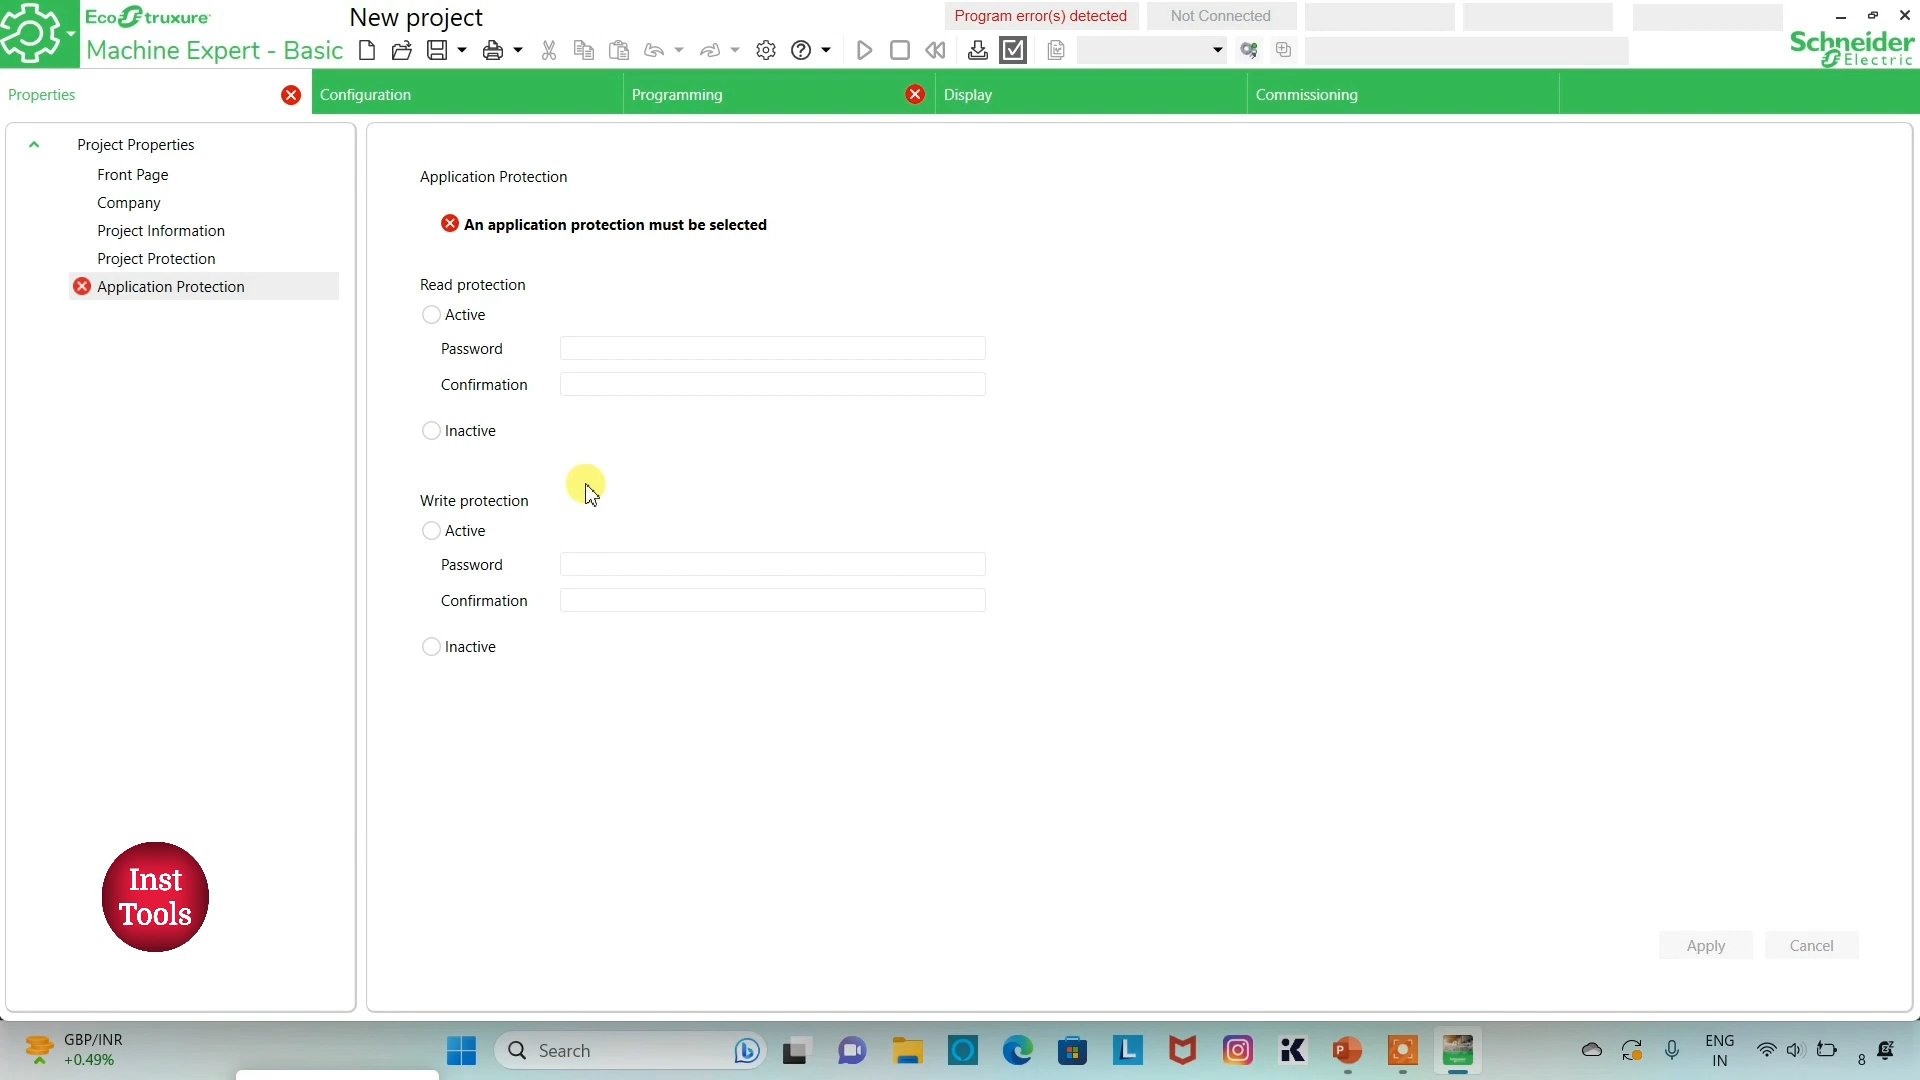 EcoStruxure
Machine Expert - Basic
New project
Program error(s) detected
Not Connected
Schneider
Electric
Properties
Configuration
Programming
Display
Commissioning
Project Properties
Front Page
Company
Project Information
Project Protection
Application Protection
Application Protection
An application protection must be selected
Read protection
Active
Password
Confirmation
Inactive
Write protection
Active
Password
Confirmation
Inactive
Inst
Tools
Apply
Cancel
GBP/INR
+0.49%
Search
ENG
IN
8